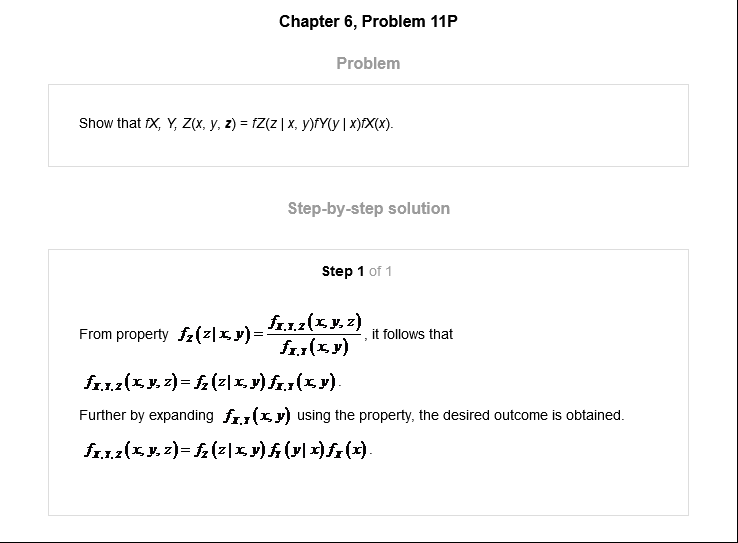 Chapter 6, Problem 11P
Problem
Show that fX, Y, Z(x, y, z) = fZ(z | x, y)fY(y | x)fX(x).
Step-by-step solution
Step 1 of 1
From property f_Z(z|x,y)=f_{X,Y,Z}(x,y,z)/f_{X,Y}(x,y), it follows that
f_{X,Y,Z}(x,y,z)=f_Z(z|x,y)f_{X,Y}(x,y).
Further by expanding f_{X,Y}(x,y) using the property, the desired outcome is obtained.
f_{X,Y,Z}(x,y,z)=f_Z(z|x,y)f_Y(y|x)f_X(x).